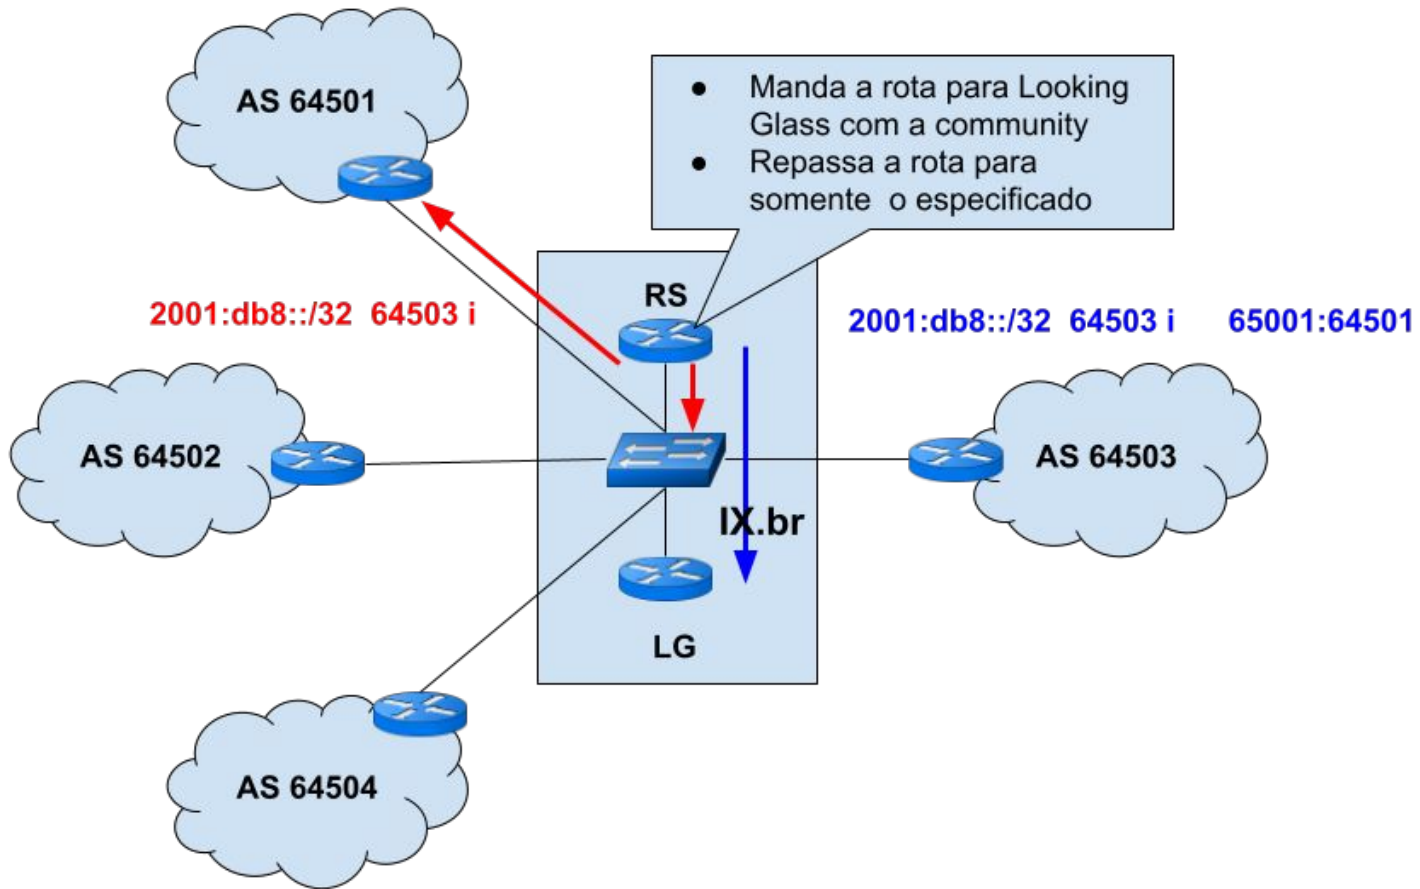 AS 64501
● Manda a rota para Looking
Glass com a community
● Repassa a rota para
somente o especificado
RS
2001:db8::/32 64503 i
2001:db8::/32 64503 i 65001:64501
AS 64502
AS 64503
IX.br
LG
AS 64504